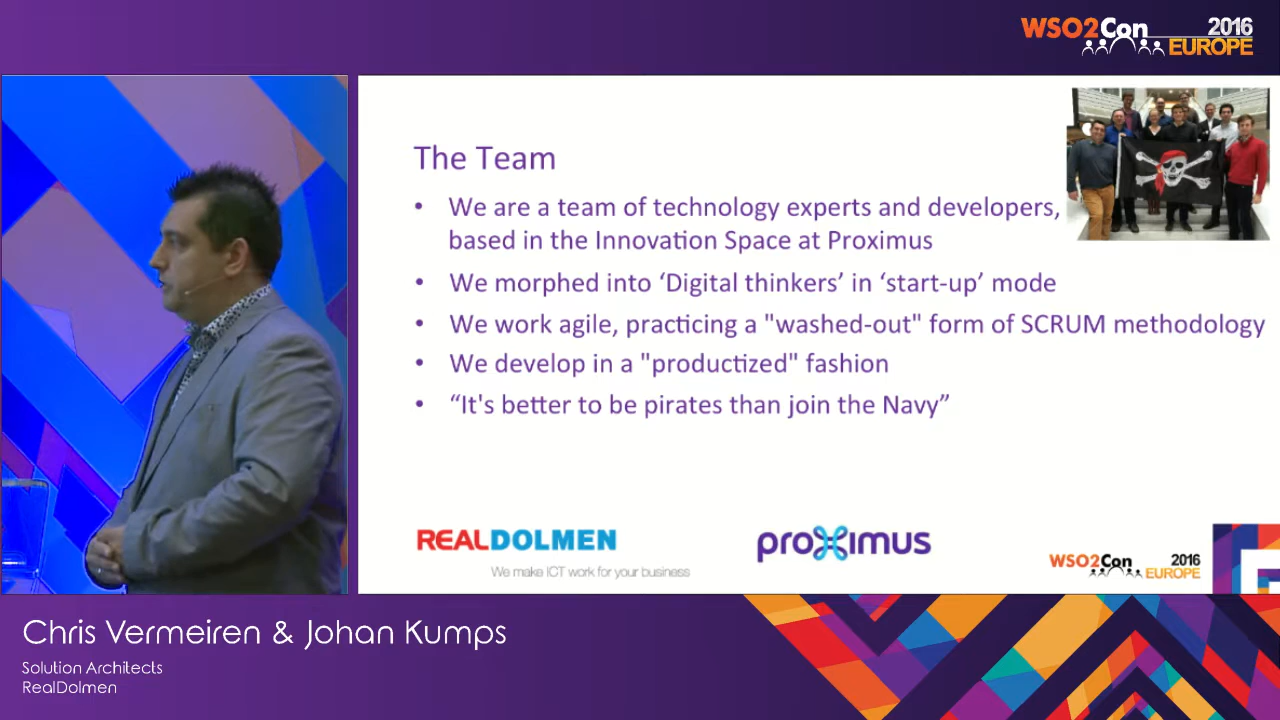 WSO2Con 2016
EUROPE
The Team
• We are a team of technology experts and developers,
based in the Innovation Space at Proximus
• We morphed into ‘Digital thinkers’ in ‘start-up’ mode
• We work agile, practicing a "washed-out" form of SCRUM methodology
• We develop in a "productized" fashion
• “It's better to be pirates than join the Navy”
REALDOLMEN
We make ICT work for your business
proximus
WSO2Con 2016
EUROPE
Chris Vermeiren & Johan Kumps
Solution Architects
RealDolmen